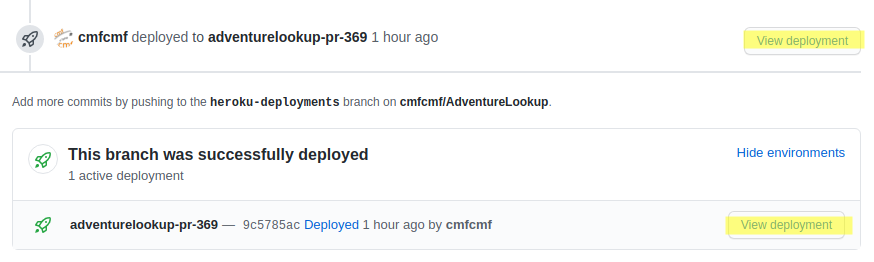 cmfcmf deployed to adventurelookup-pr-369 1 hour ago View deployment
Add more commits by pushing to the heroku-deployments branch on cmfcmf/AdventureLookup.
This branch was successfully deployed Hide environments
1 active deployment
adventurelookup-pr-369 — 9c5785ac Deployed 1 hour ago by cmfcmf View deployment